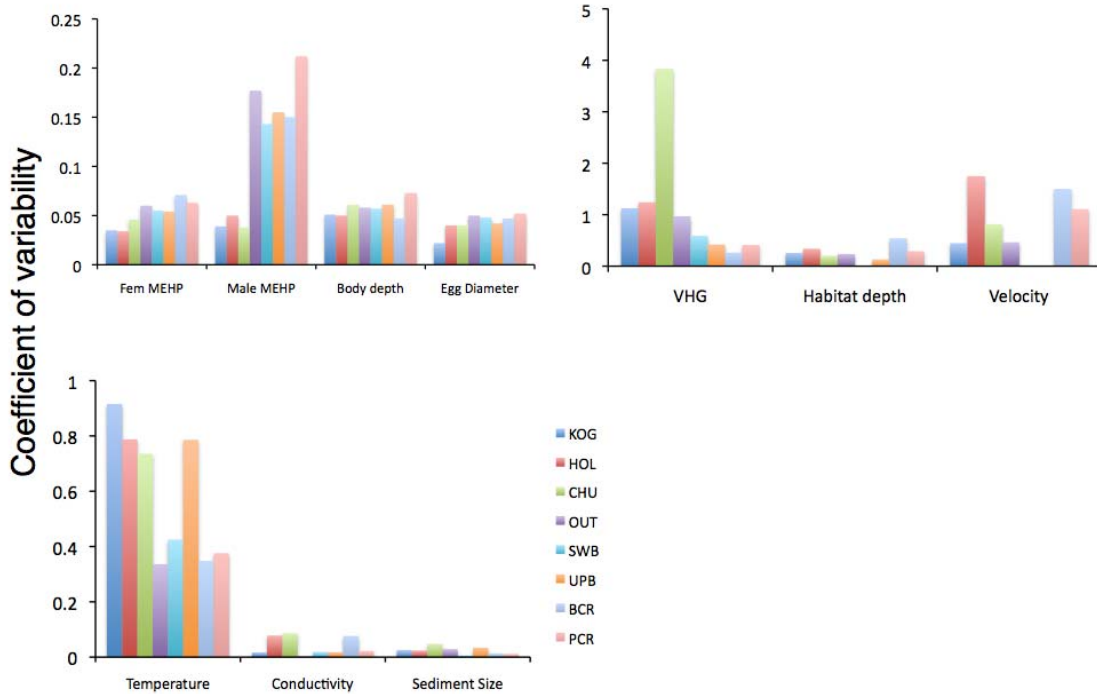 Coefficient of variability
0.25
0.2
0.15
0.1
0.05
0
Fem MEHP Male MEHP Body depth Egg Diameter
5
4
3
2
1
0
VHG Habitat depth Velocity
1
0.8
0.6
0.4
0.2
0
Temperature Conductivity Sediment Size
KOG
HOL
CHU
OUT
SWB
UPB
BCR
PCR